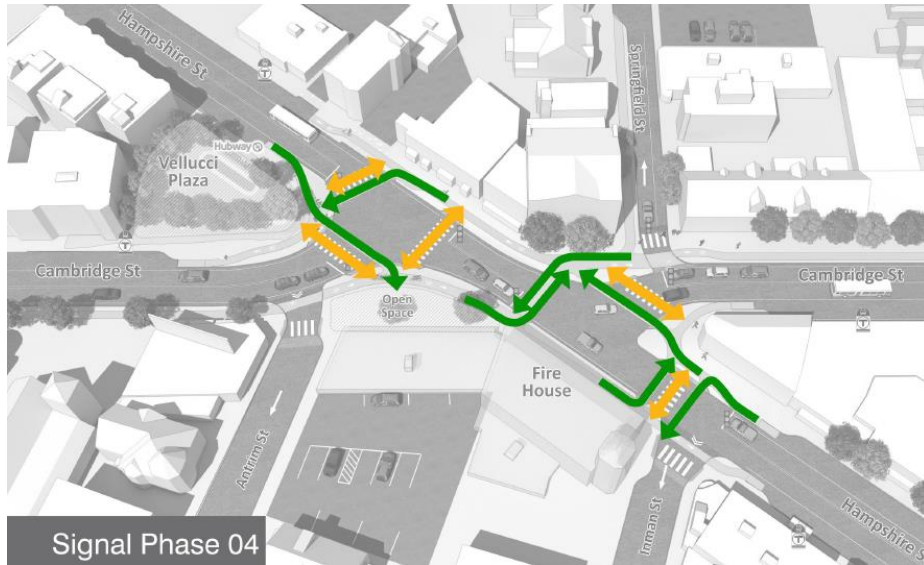 Hampshire St
Springfield St
Hubway
Vellucci
Plaza
Cambridge St
Cambridge St
Open
Space
Fire
House
Antrim St
Inman St
Hampshire St
Signal Phase 04